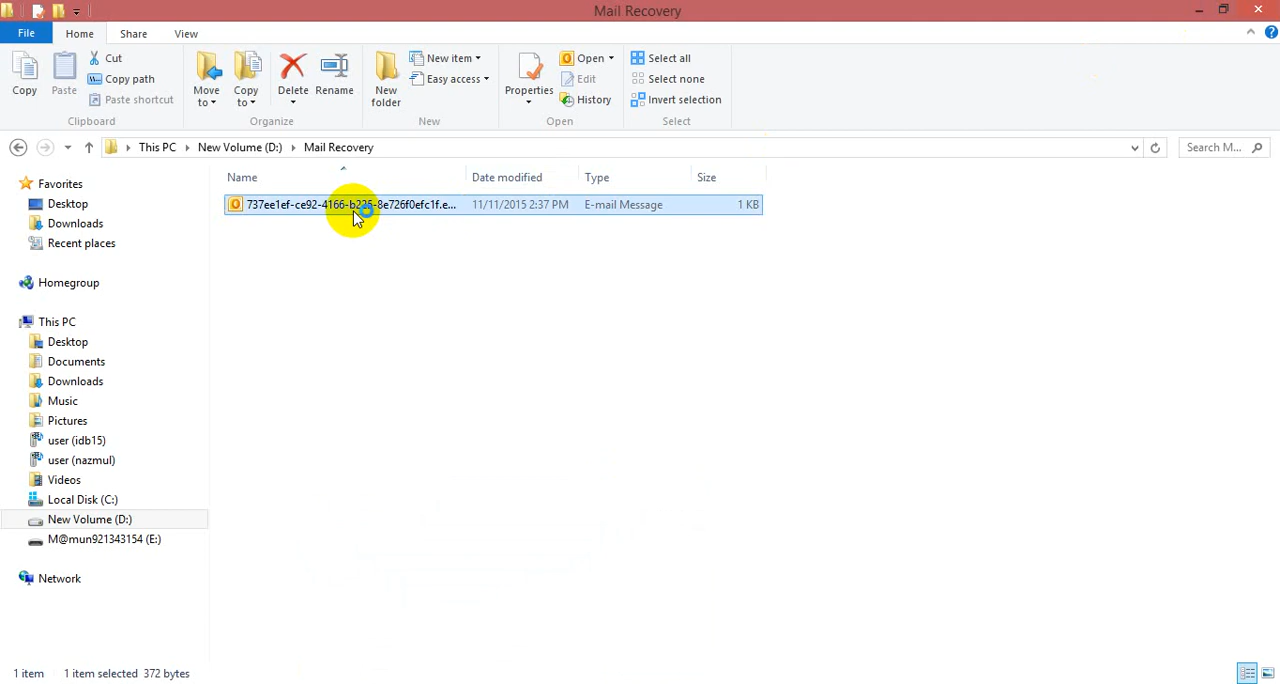 Mail Recovery
File Home Share View
Copy
Paste
Cut
Copy path
Paste shortcut
Clipboard
Move to
Copy to
Delete
Rename
Organize
New folder
New item
Easy access
New
Properties
Open
Edit
History
Open
Select all
Select none
Invert selection
Select
This PC New Volume (D:) Mail Recovery
Search M...
Name Date modified Type Size
737ee1ef-ce92-4166-b225-8e726f0efc1f.e... 11/11/2015 2:37 PM E-mail Message 1 KB
Favorites
Desktop
Downloads
Recent places
Homegroup
This PC
Desktop
Documents
Downloads
Music
Pictures
user (idb15)
user (nazmul)
Videos
Local Disk (C:)
New Volume (D:)
M@mun921343154 (E:)
Network
1 item 1 item selected 372 bytes